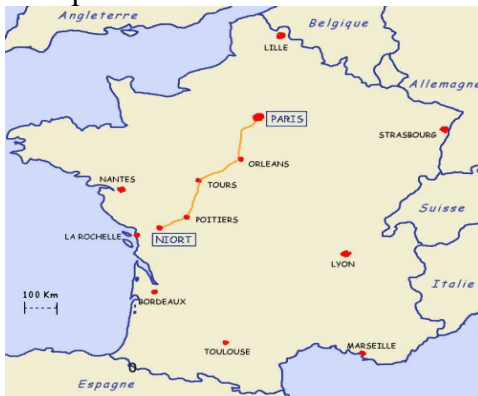 Angleterre
Belgique
LILLE
Allemagne
PARIS
STRASBOURG
ORLEANS
NANTES
TOURS
Suisse
POITIERS
LA ROCHELLE
NIORT
LYON
Italie
100 Km
BORDEAUX
TOULOUSE
MARSEILLE
O
Espagne